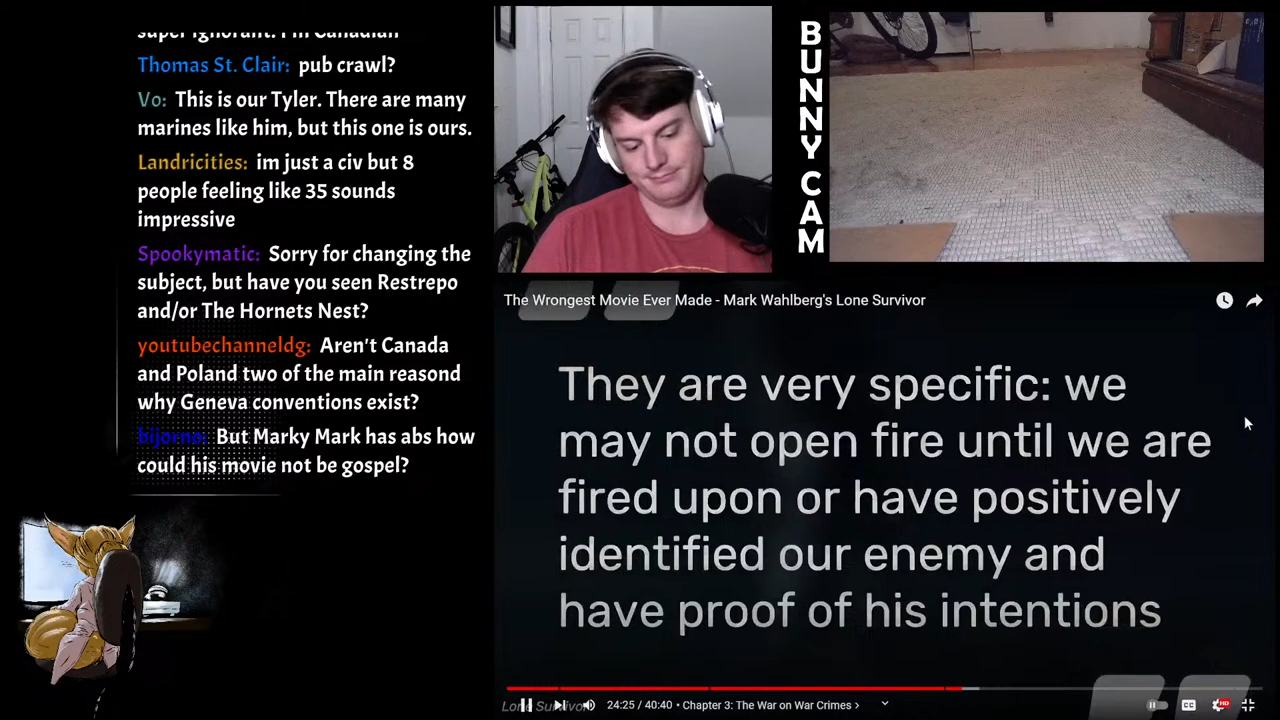 super ignorant. I'm Canadian
Thomas St. Clair: pub crawl?
Vo: This is our Tyler. There are many
marines like him, but this one is ours.
Landricities: im just a civ but 8
people feeling like 35 sounds
impressive
Spookymatic: Sorry for changing the
subject, but have you seen Restrepo
and/or The Hornets Nest?
youtubechanneldg: Aren't Canada
and Poland two of the main reasond
why Geneva conventions exist?
bijorno: But Marky Mark has abs how
could his movie not be gospel?
BUNNY CAM
The Wrongest Movie Ever Made - Mark Wahlberg's Lone Survivor
They are very specific: we
may not open fire until we are
fired upon or have positively
identified our enemy and
have proof of his intentions
Lone Survivor
24:25 / 40:40 • Chapter 3: The War on War Crimes >
CC
HD